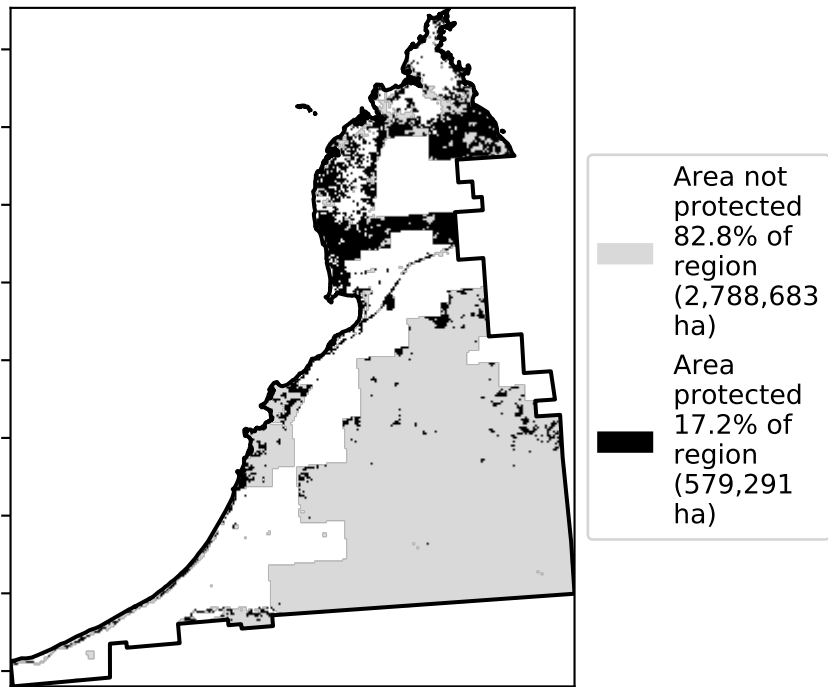 Area not
protected
82.8% of
region
(2,788,683
ha)
Area
protected
17.2% of
region
(579,291
ha)